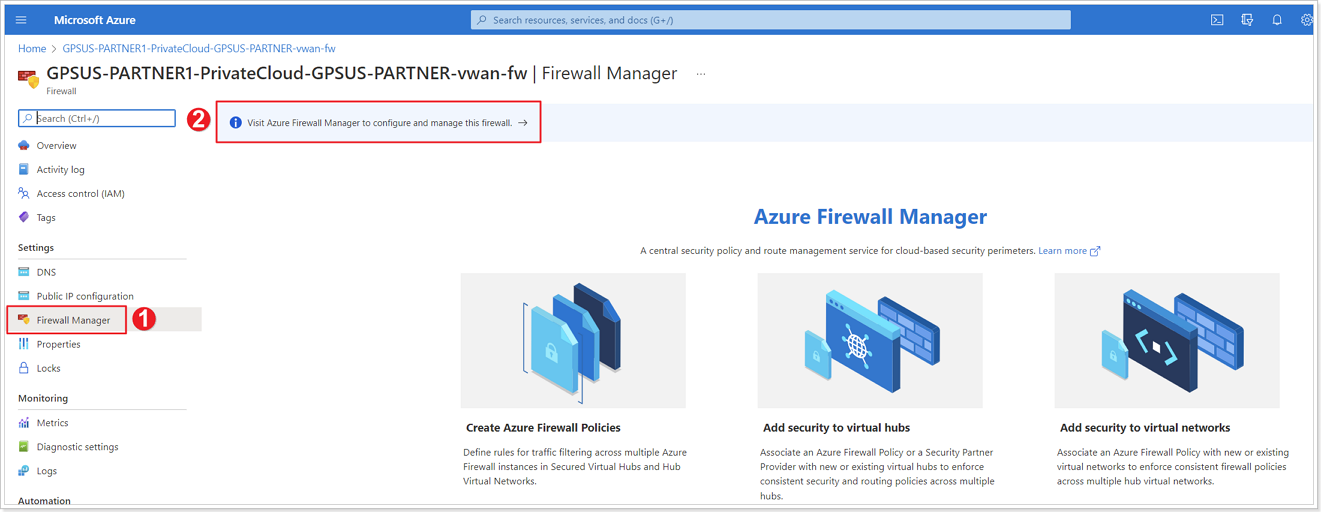 Microsoft Azure
Search resources, services, and docs (G+/)
Home > GPSUS-PARTNER1-PrivateCloud-GPSUS-PARTNER-vwan-fw
GPSUS-PARTNER1-PrivateCloud-GPSUS-PARTNER-vwan-fw | Firewall Manager ...
Firewall
Search (Ctrl+/)
2
Visit Azure Firewall Manager to configure and manage this firewall. →
Overview
Activity log
Access control (IAM)
Tags
Settings
DNS
Public IP configuration
Firewall Manager
1
Properties
Locks
Monitoring
Metrics
Diagnostic settings
Logs
Automation
Azure Firewall Manager
A central security policy and route management service for cloud-based security perimeters. Learn more
Create Azure Firewall Policies
Define rules for traffic filtering across multiple Azure
Firewall instances in Secured Virtual Hubs and Hub
Virtual Networks.
Add security to virtual hubs
Associate an Azure Firewall Policy or a Security Partner
Provider with new or existing virtual hubs to enforce
consistent security and routing policies across multiple
hubs.
Add security to virtual networks
Associate an Azure Firewall Policy with new or existing
virtual networks to enforce consistent firewall policies
across multiple hub virtual networks.